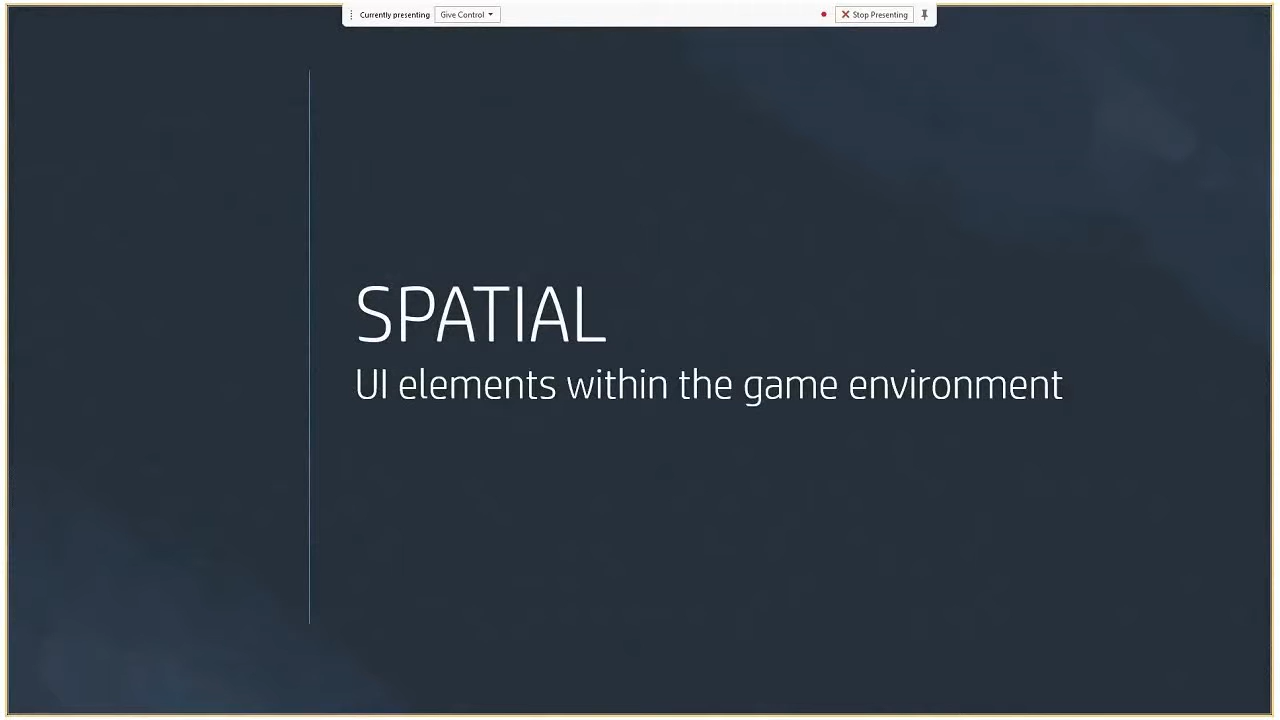 Currently presenting Give Control Stop Presenting
SPATIAL
UI elements within the game environment